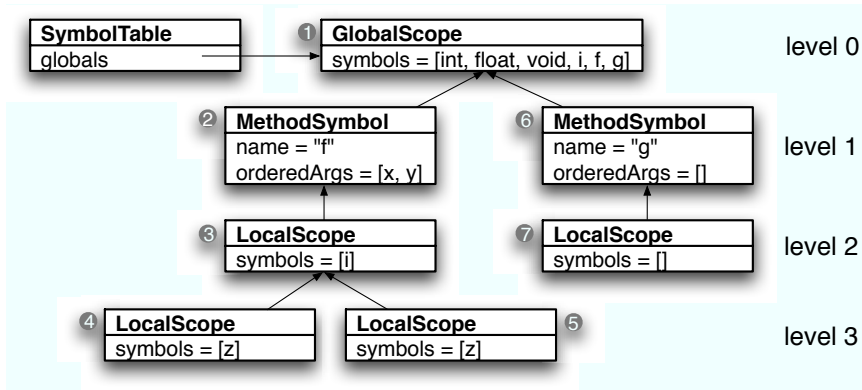 SymbolTable
globals
1 GlobalScope
symbols = [int, float, void, i, f, g]
level 0
2 MethodSymbol
name = "f"
orderedArgs = [x, y]
6 MethodSymbol
name = "g"
orderedArgs = []
level 1
3 LocalScope
symbols = [i]
7 LocalScope
symbols = []
level 2
4 LocalScope
symbols = [z]
LocalScope 5
symbols = [z]
level 3